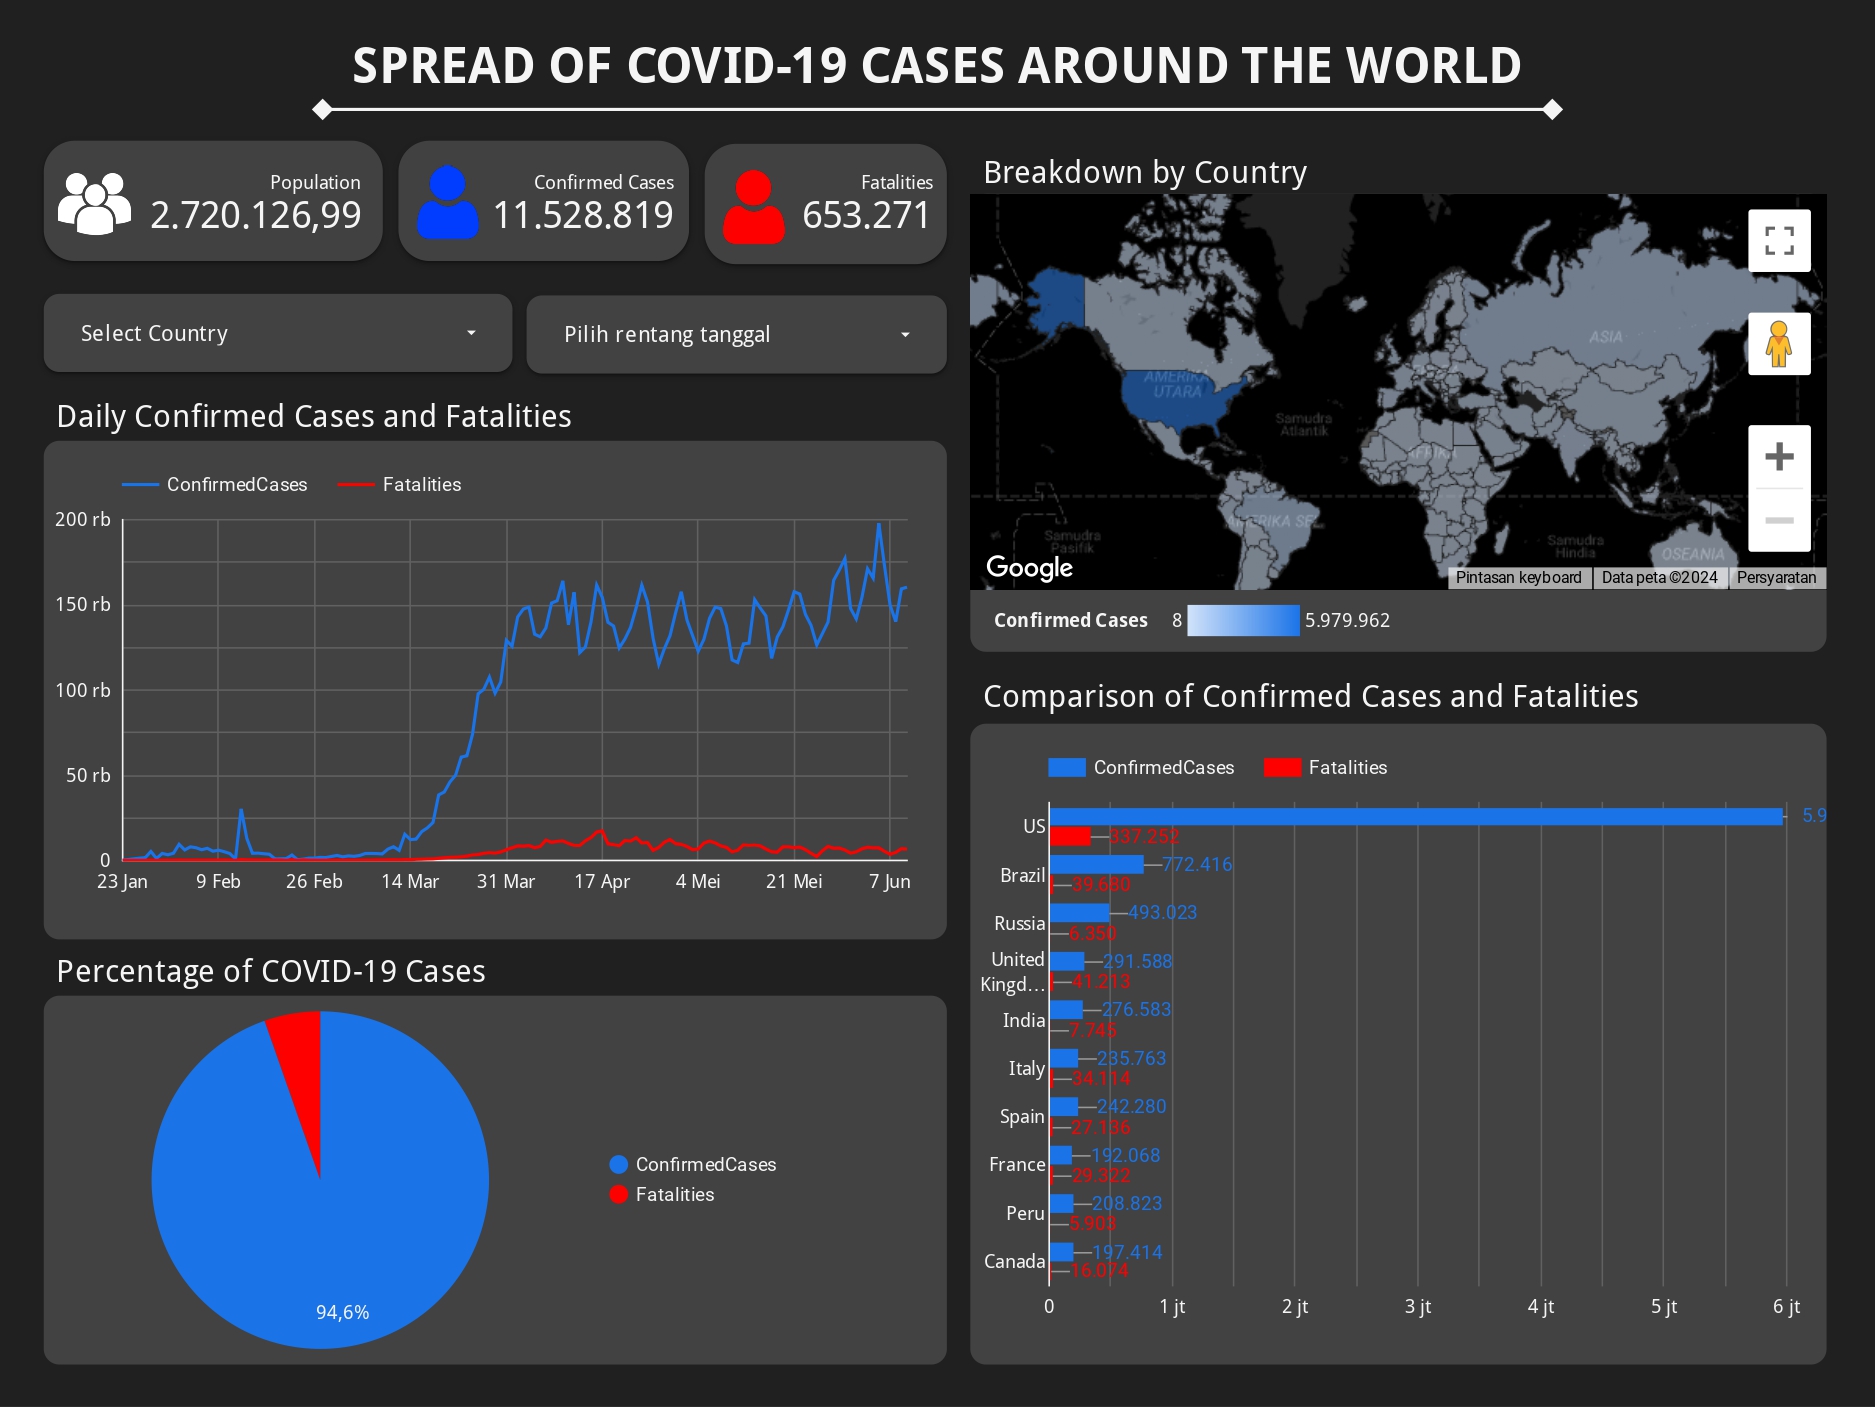 SPREAD OF COVID-19 CASES AROUND THE WORLD
Population
2.720.126,99
Confirmed Cases
11.528.819
Fatalities
653.271
Select Country
Pilih rentang tanggal
Daily Confirmed Cases and Fatalities
ConfirmedCases
Fatalities
200 rb
150 rb
100 rb
50 rb
0
23 Jan
9 Feb
26 Feb
14 Mar
31 Mar
17 Apr
4 Mei
21 Mei
7 Jun
Percentage of COVID-19 Cases
94,6%
ConfirmedCases
Fatalities
Breakdown by Country
ASIA
AMERIKA
UTARA
Samudra
Atlantik
AFRIKA
AMERIKA SEL
Samudra
Pasifik
Samudra
Hindia
OSEANIA
Google
Pintasan keyboard
Data peta ©2024
Persyaratan
Confirmed Cases
8
5.979.962
Comparison of Confirmed Cases and Fatalities
ConfirmedCases
Fatalities
US
5.9
337.252
Brazil
772.416
39.680
Russia
493.023
6.350
United
Kingd…
291.588
41.213
India
276.583
7.745
Italy
235.763
34.114
Spain
242.280
27.136
France
192.068
29.322
Peru
208.823
5.903
Canada
197.414
16.074
0
1 jt
2 jt
3 jt
4 jt
5 jt
6 jt